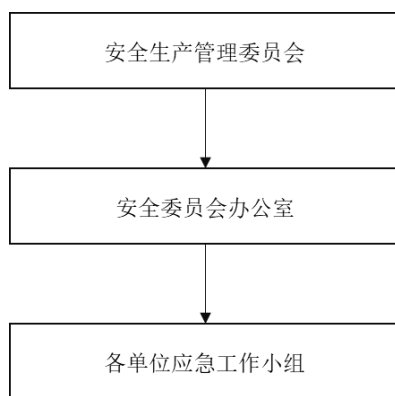 安全生产管理委员会
安全委员会办公室
各单位应急工作小组